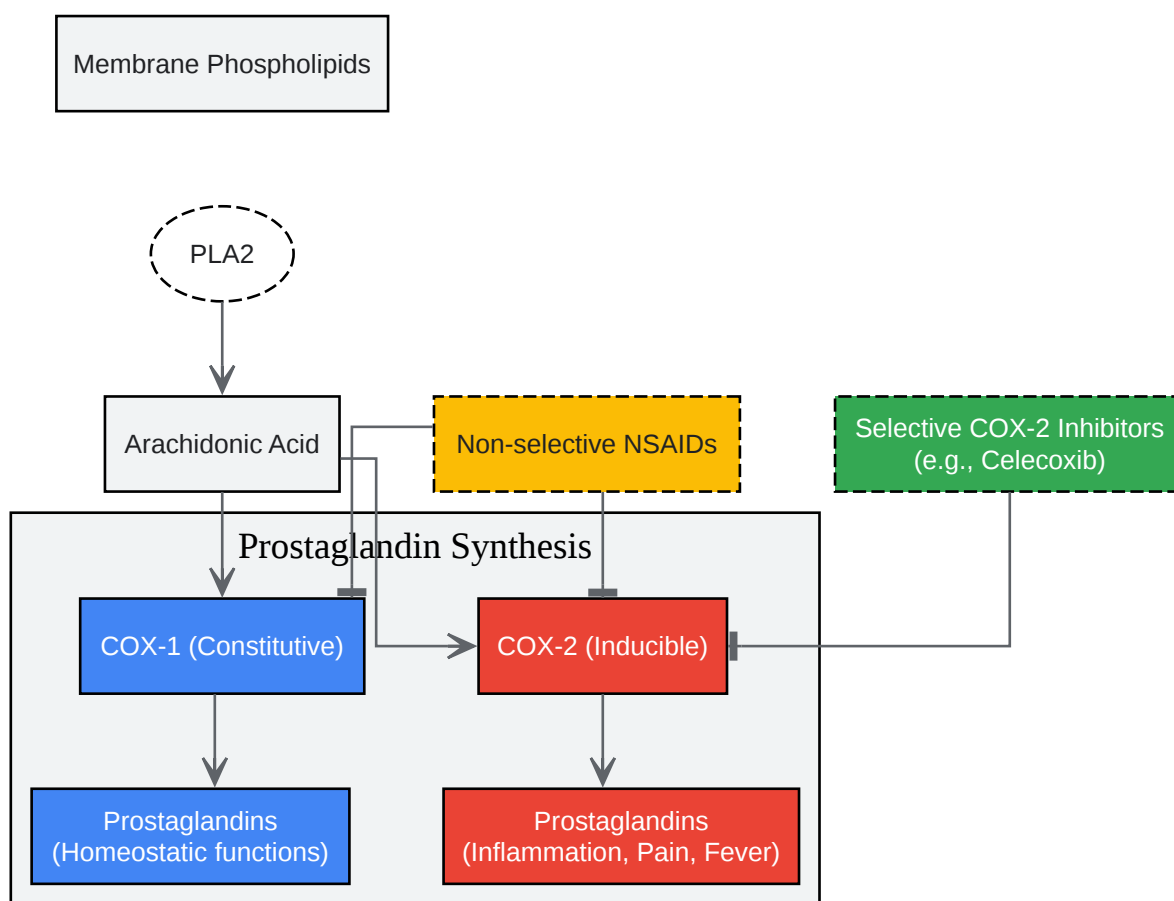 Membrane Phospholipids
PLA2
Arachidonic Acid
Non-selective NSAIDs
Selective COX-2 Inhibitors
(e.g., Celecoxib)
Prostaglandin Synthesis
COX-1 (Constitutive)
COX-2 (Inducible)
Prostaglandins
(Homeostatic functions)
Prostaglandins
(Inflammation, Pain, Fever)